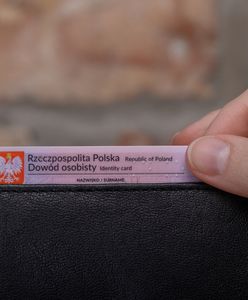 Rzeczpospolita Polska Republic of Poland
Dowód osobisty Identity card
NAZWISKO / SURNAME